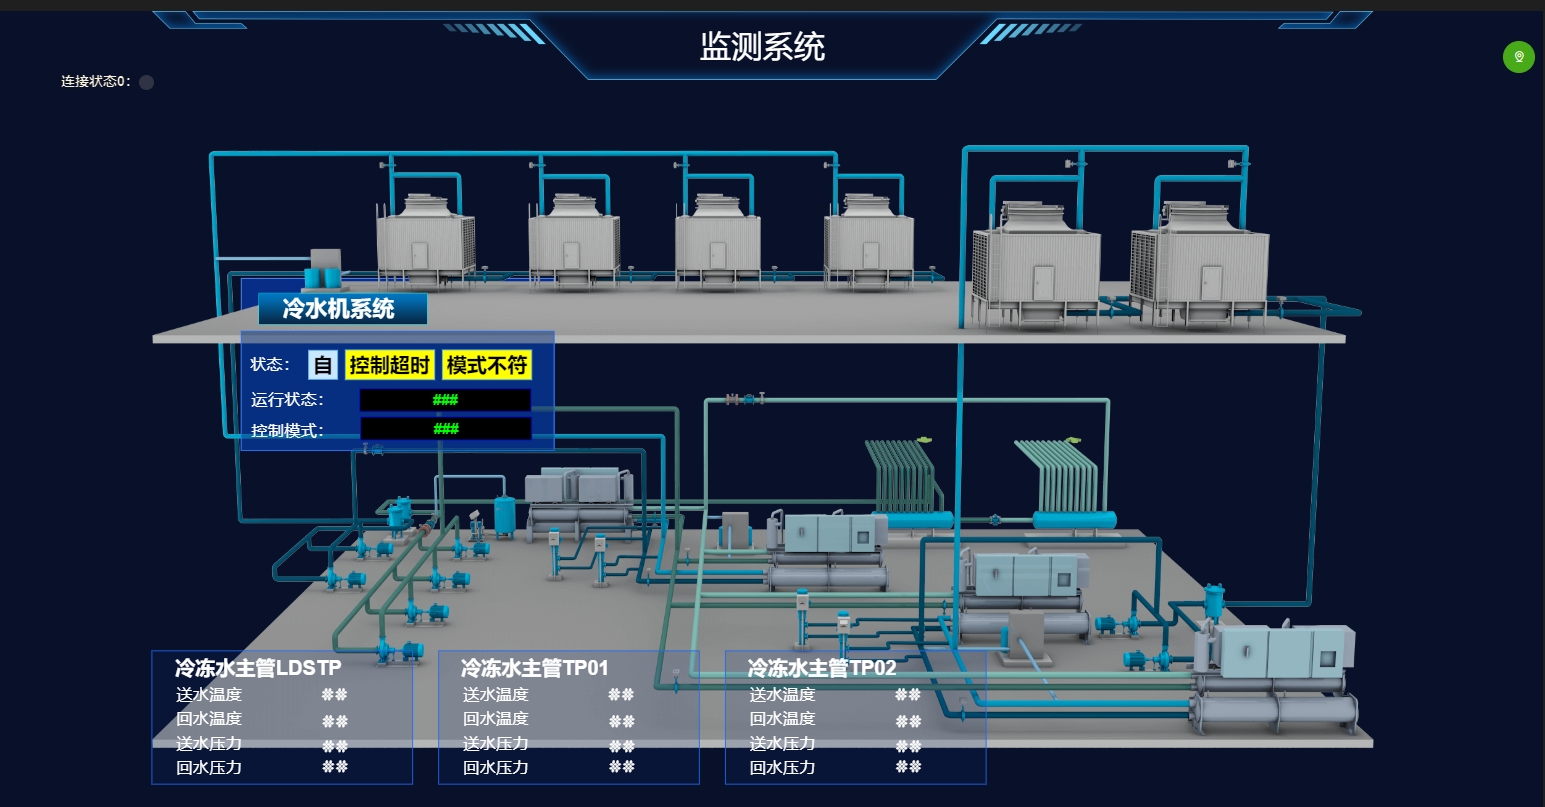 监测系统
连接状态0：
冷水机系统
状态： 自 控制超时 模式不符
运行状态： ###
控制模式： ###
冷冻水主管LDSTP
送水温度 ##
回水温度 ##
送水压力 ##
回水压力 ##
冷冻水主管TP01
送水温度 ##
回水温度 ##
送水压力 ##
回水压力 ##
冷冻水主管TP02
送水温度 ##
回水温度 ##
送水压力 ##
回水压力 ##